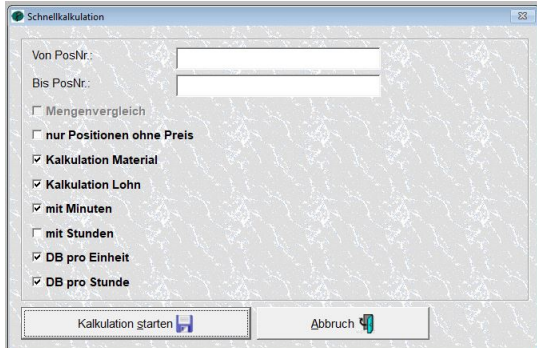 Schnellkalkulation
Von PosNr.:
Bis PosNr.:
Mengenvergleich
nur Positionen ohne Preis
Kalkulation Material
Kalkulation Lohn
mit Minuten
mit Stunden
DB pro Einheit
DB pro Stunde
Kalkulation starten
Abbruch